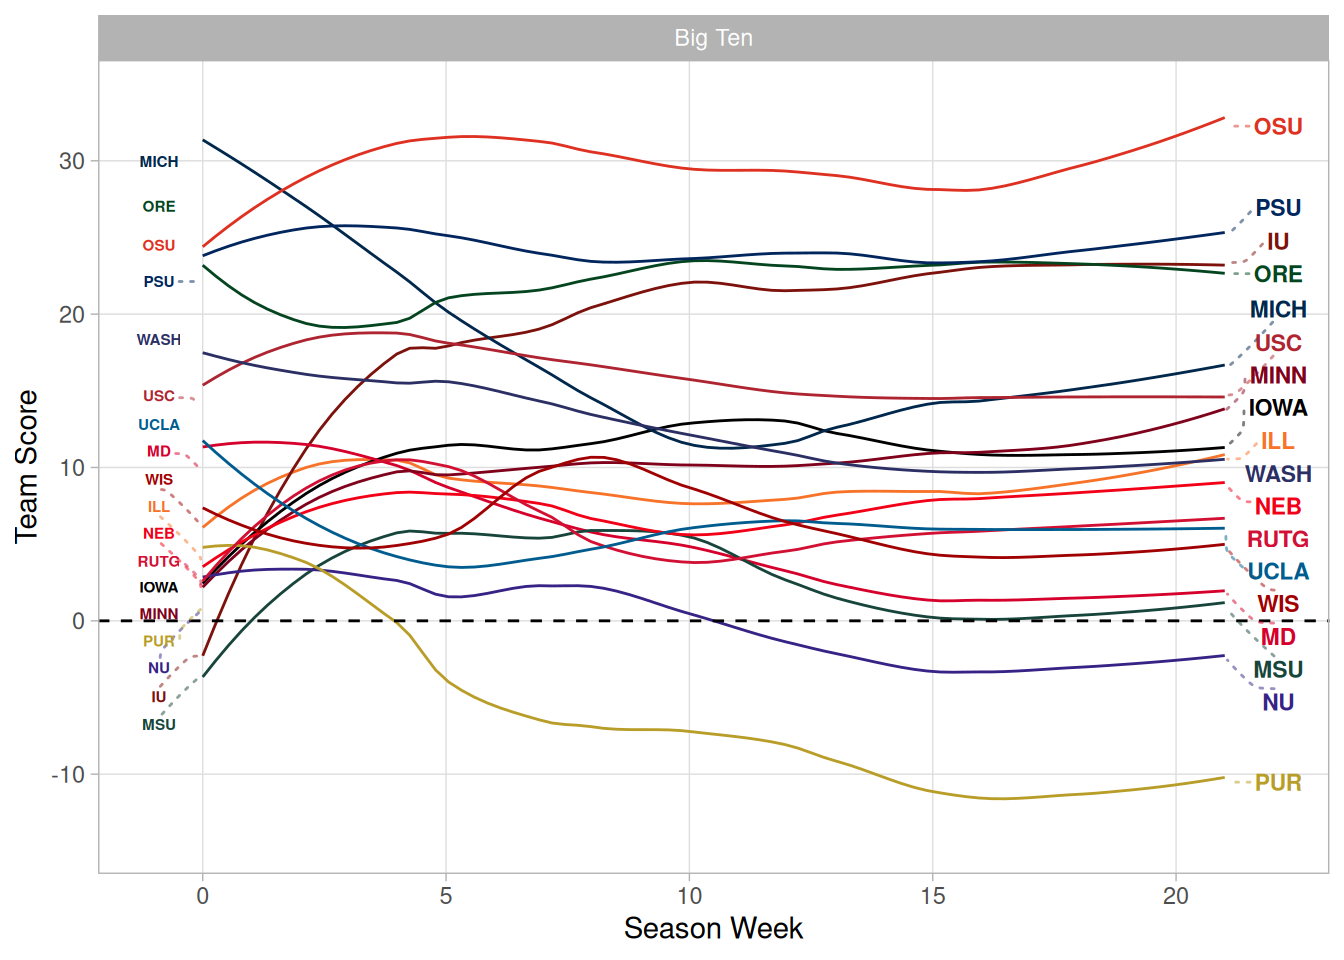 Big Ten
Team Score
30
20
10
0
-10
MICH
ORE
OSU
PSU
WASH
USC
UCLA
MD
WIS
ILL
NEB
RUTG
IOWA
MINN
PUR
NU
IU
MSU
OSU
PSU
IU
ORE
MICH
USC
MINN
IOWA
ILL
WASH
NEB
RUTG
UCLA
WIS
MD
MSU
NU
PUR
0 5 10 15 20
Season Week